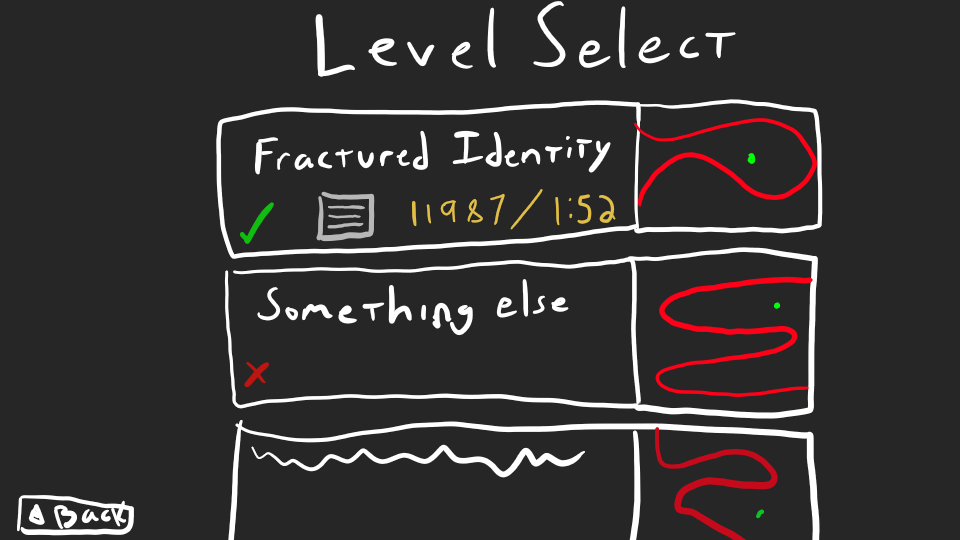 Level Select
Fractured Identity
11987/1:52
Something else
Back